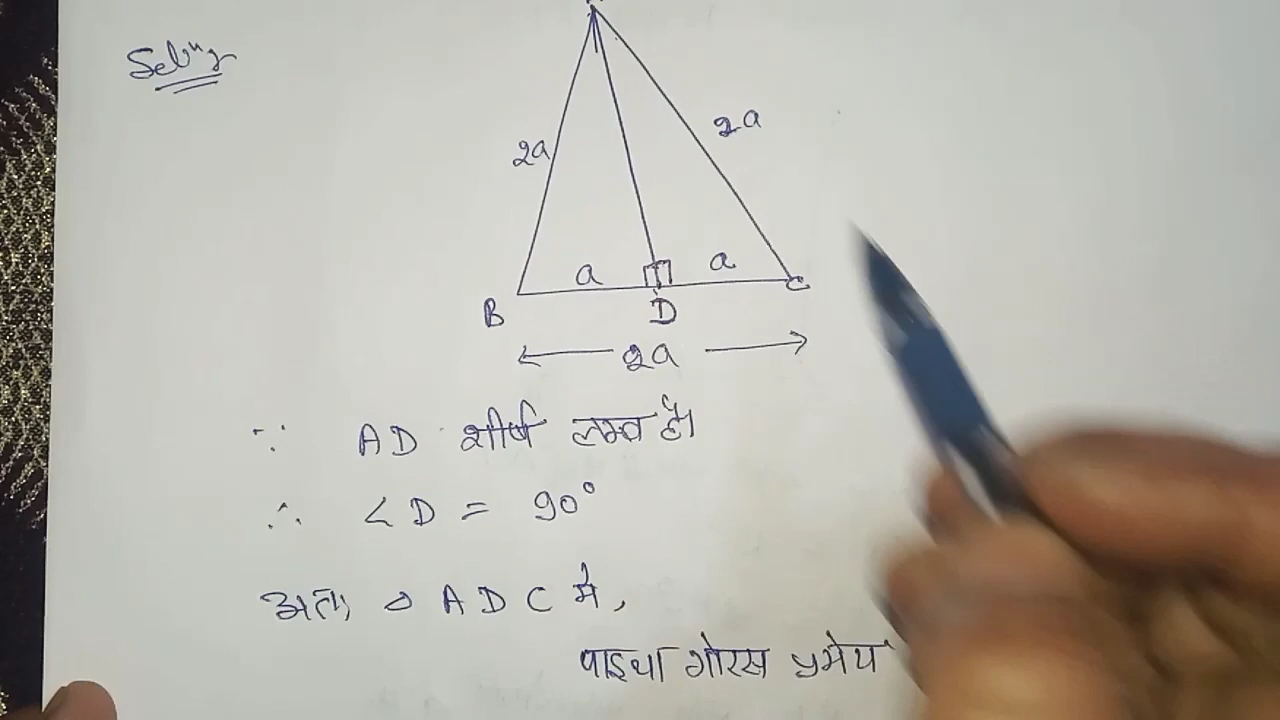 Solⁿ
2a
2a
a
a
B
D
C
2a
∵ AD शीर्ष लम्ब है।
∴ ∠D = 90°
अतः △ ADC में,
पाइथागोरस प्रमेय